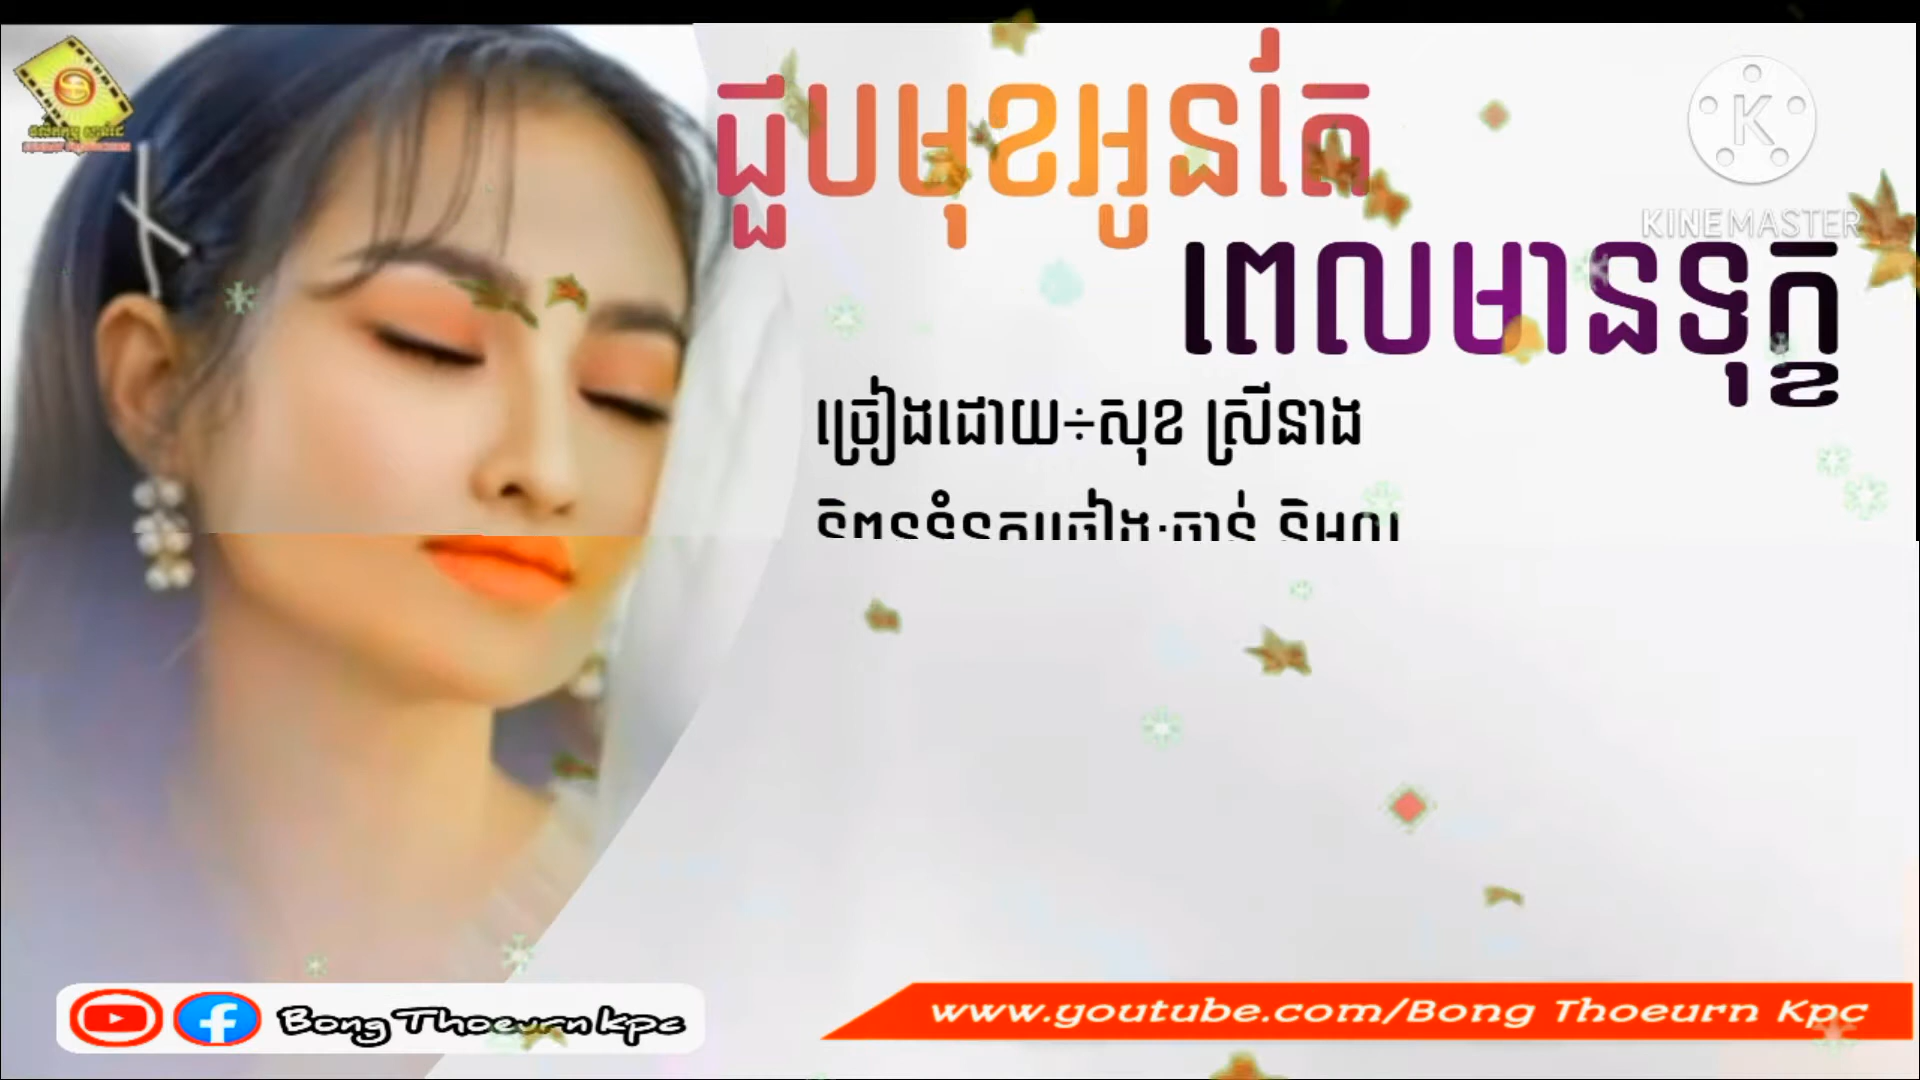 ជួបមុខអូនតែ
KINEMASTER
ពេលមានទុក្ខ
ច្រៀងដោយ÷សុខ ស្រីនាង
Bong Thoeurn kpc
www.youtube.com/Bong Thoeurn Kpc